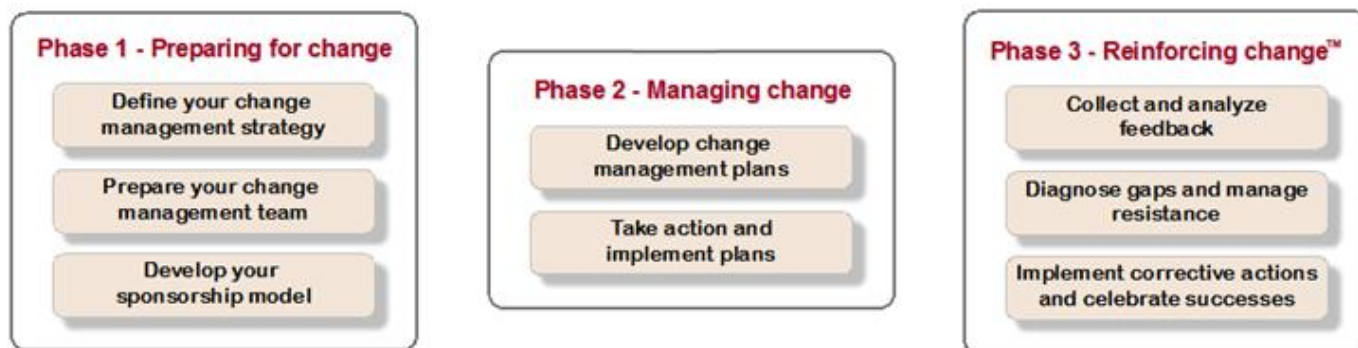 Phase 1 - Preparing for change
Define your change
management strategy
Prepare your change
management team
Develop your
sponsorship model
Phase 2 - Managing change
Develop change
management plans
Take action and
implement plans
Phase 3 - Reinforcing change™
Collect and analyze
feedback
Diagnose gaps and manage
resistance
Implement corrective actions
and celebrate successes